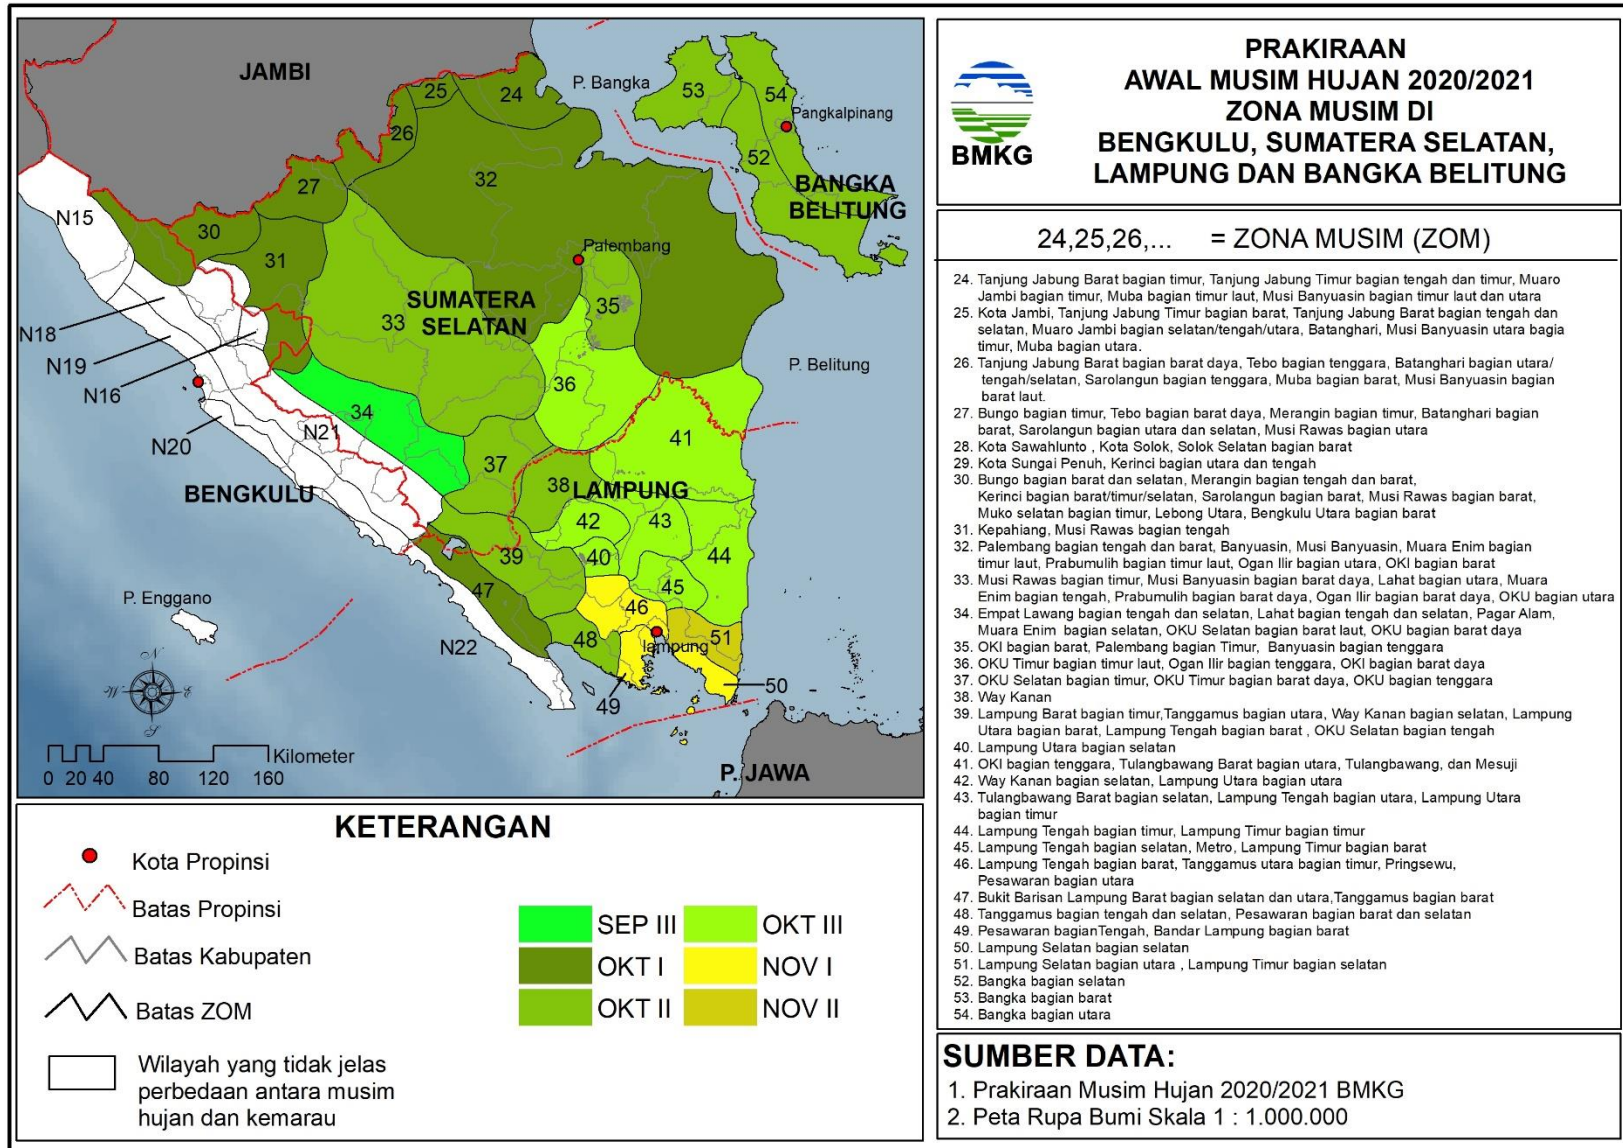 JAMBI
P. Bangka
25
24
26
53
54
Pangkalpinang
52
27
32
BANGKA
BELITUNG
N15
30
31
Palembang
SUMATERA
SELATAN
35
33
N18
N19
N16
36
P. Belitung
34
N20
N21
41
BENGKULU
37
38
LAMPUNG
42
43
39
40
44
47
45
46
P. Enggano
N22
48
lampung
51
50
49
N
W
E
S
Kilometer
0 20 40 80 120 160
P. JAWA
KETERANGAN
Kota Propinsi
Batas Propinsi
Batas Kabupaten
Batas ZOM
Wilayah yang tidak jelas
perbedaan antara musim
hujan dan kemarau
SEP III
OKT III
OKT I
NOV I
OKT II
NOV II
BMKG
PRAKIRAAN
AWAL MUSIM HUJAN 2020/2021
ZONA MUSIM DI
BENGKULU, SUMATERA SELATAN,
LAMPUNG DAN BANGKA BELITUNG
24,25,26,... = ZONA MUSIM (ZOM)
24. Tanjung Jabung Barat bagian timur, Tanjung Jabung Timur bagian tengah dan timur, Muaro
Jambi bagian timur, Muba bagian timur laut, Musi Banyuasin bagian timur laut dan utara
25. Kota Jambi, Tanjung Jabung Timur bagian barat, Tanjung Jabung Barat bagian tengah dan
selatan, Muaro Jambi bagian selatan/tengah/utara, Batanghari, Musi Banyuasin utara bagia
timur, Muba bagian utara.
26. Tanjung Jabung Barat bagian barat daya, Tebo bagian tenggara, Batanghari bagian utara/
tengah/selatan, Sarolangun bagian tenggara, Muba bagian barat, Musi Banyuasin bagian
barat laut.
27. Bungo bagian timur, Tebo bagian barat daya, Merangin bagian timur, Batanghari bagian
barat, Sarolangun bagian utara dan selatan, Musi Rawas bagian utara
28. Kota Sawahlunto , Kota Solok, Solok Selatan bagian barat
29. Kota Sungai Penuh, Kerinci bagian utara dan tengah
30. Bungo bagian barat dan selatan, Merangin bagian tengah dan barat,
Kerinci bagian barat/timur/selatan, Sarolangun bagian barat, Musi Rawas bagian barat,
Muko selatan bagian timur, Lebong Utara, Bengkulu Utara bagian barat
31. Kepahiang, Musi Rawas bagian tengah
32. Palembang bagian tengah dan barat, Banyuasin, Musi Banyuasin, Muara Enim bagian
timur laut, Prabumulih bagian timur laut, Ogan Ilir bagian utara, OKI bagian barat
33. Musi Rawas bagian timur, Musi Banyuasin bagian barat daya, Lahat bagian utara, Muara
Enim bagian tengah, Prabumulih bagian barat daya, Ogan Ilir bagian barat daya, OKU bagian utara
34. Empat Lawang bagian tengah dan selatan, Lahat bagian tengah dan selatan, Pagar Alam,
Muara Enim bagian selatan, OKU Selatan bagian barat laut, OKU bagian barat daya
35. OKI bagian barat, Palembang bagian Timur, Banyuasin bagian tenggara
36. OKU Timur bagian timur laut, Ogan Ilir bagian tenggara, OKI bagian barat daya
37. OKU Selatan bagian timur, OKU Timur bagian barat daya, OKU bagian tenggara
38. Way Kanan
39. Lampung Barat bagian timur,Tanggamus bagian utara, Way Kanan bagian selatan, Lampung
Utara bagian barat, Lampung Tengah bagian barat , OKU Selatan bagian tengah
40. Lampung Utara bagian selatan
41. OKI bagian tenggara, Tulangbawang Barat bagian utara, Tulangbawang, dan Mesuji
42. Way Kanan bagian selatan, Lampung Utara bagian utara
43. Tulangbawang Barat bagian selatan, Lampung Tengah bagian utara, Lampung Utara
bagian timur
44. Lampung Tengah bagian timur, Lampung Timur bagian timur
45. Lampung Tengah bagian selatan, Metro, Lampung Timur bagian barat
46. Lampung Tengah bagian barat, Tanggamus utara bagian timur, Pringsewu,
Pesawaran bagian utara
47. Bukit Barisan Lampung Barat bagian selatan dan utara,Tanggamus bagian barat
48. Tanggamus bagian tengah dan selatan, Pesawaran bagian barat dan selatan
49. Pesawaran bagianTengah, Bandar Lampung bagian barat
50. Lampung Selatan bagian selatan
51. Lampung Selatan bagian utara , Lampung Timur bagian selatan
52. Bangka bagian selatan
53. Bangka bagian barat
54. Bangka bagian utara
SUMBER DATA:
1. Prakiraan Musim Hujan 2020/2021 BMKG
2. Peta Rupa Bumi Skala 1 : 1.000.000